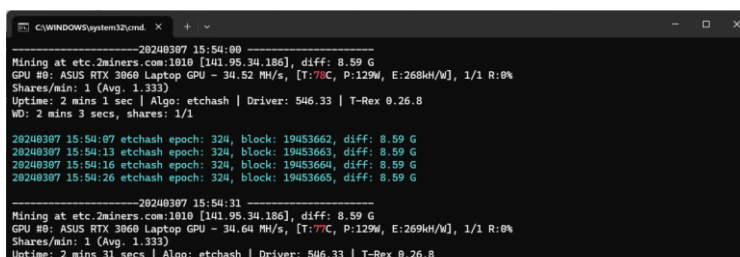 C:\WINDOWS\system32\cmd.
--------------------20240307 15:54:00 --------------------
Mining at etc.2miners.com:1010 [141.95.34.186], diff: 8.59 G
GPU #0: ASUS RTX 3060 Laptop GPU - 34.52 MH/s, [T:78C, P:129W, E:268kH/W], 1/1 R:0%
Shares/min: 1 (Avg. 1.333)
Uptime: 2 mins 1 sec | Algo: etchash | Driver: 546.33 | T-Rex 0.26.8
WD: 2 mins 3 secs, shares: 1/1
20240307 15:54:07 etchash epoch: 324, block: 19453662, diff: 8.59 G
20240307 15:54:13 etchash epoch: 324, block: 19453663, diff: 8.59 G
20240307 15:54:16 etchash epoch: 324, block: 19453664, diff: 8.59 G
20240307 15:54:26 etchash epoch: 324, block: 19453665, diff: 8.59 G
--------------------20240307 15:54:31 --------------------
Mining at etc.2miners.com:1010 [141.95.34.186], diff: 8.59 G
GPU #0: ASUS RTX 3060 Laptop GPU - 34.64 MH/s, [T:77C, P:129W, E:269kH/W], 1/1 R:0%
Shares/min: 1 (Avg. 1.333)
Uptime: 2 mins 31 secs | Algo: etchash | Driver: 546.33 | T-Rex 0.26.8